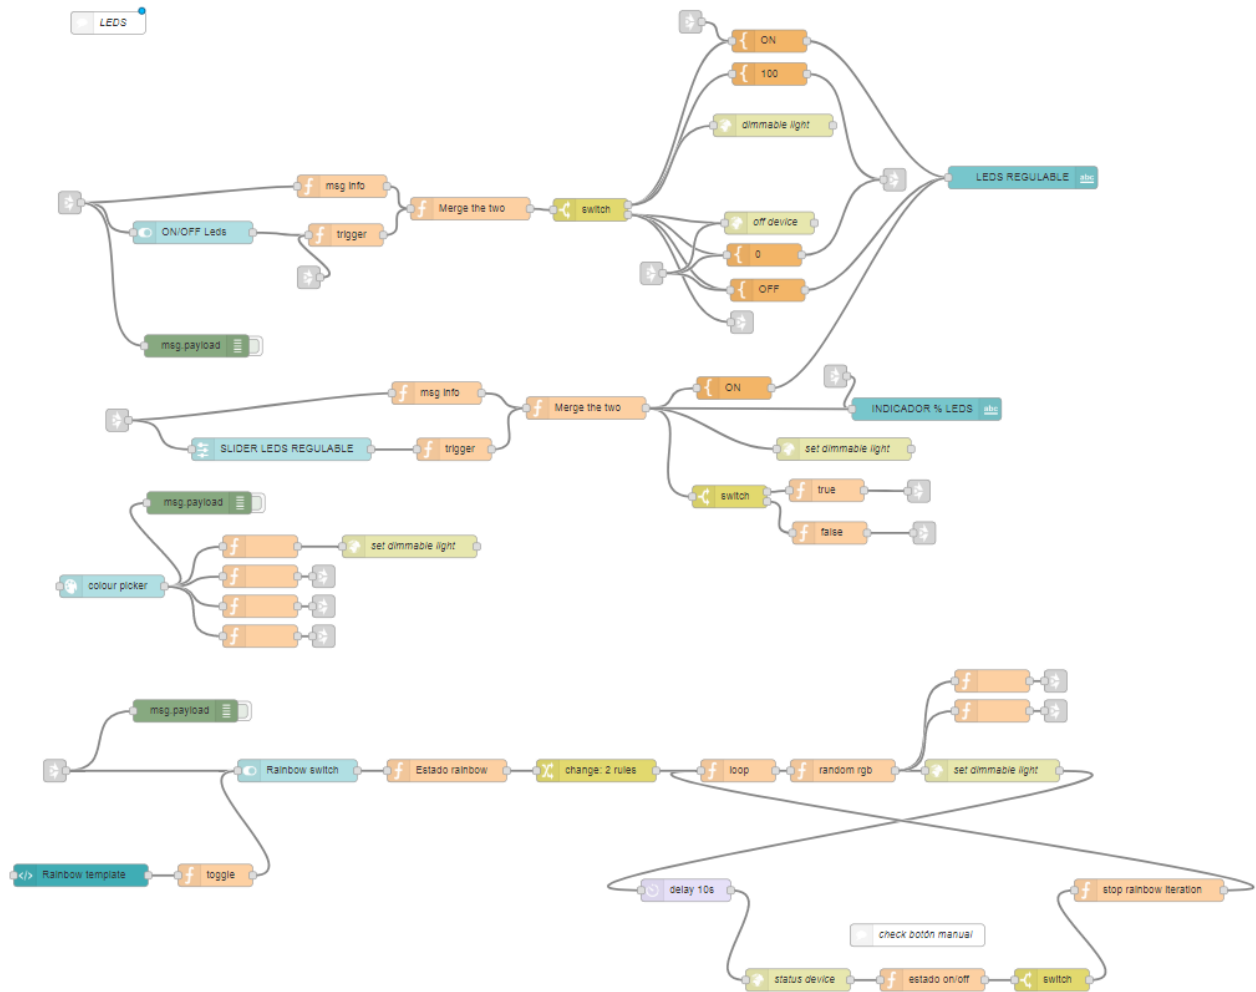 LEDS
ON
100
dimmable light
LEDS REGULABLE
abc
msg info
Merge the two
switch
ON/OFF Leds
trigger
off device
0
OFF
msg.payload
msg info
ON
Merge the two
INDICADOR % LEDS
abc
SLIDER LEDS REGULABLE
trigger
set dimmable light
switch
true
false
msg.payload
set dimmable light
colour picker
msg.payload
Rainbow switch
Estado rainbow
change: 2 rules
loop
random rgb
set dimmable light
Rainbow template
toggle
delay 10s
stop rainbow iteration
check botón manual
status device
estado on/off
switch